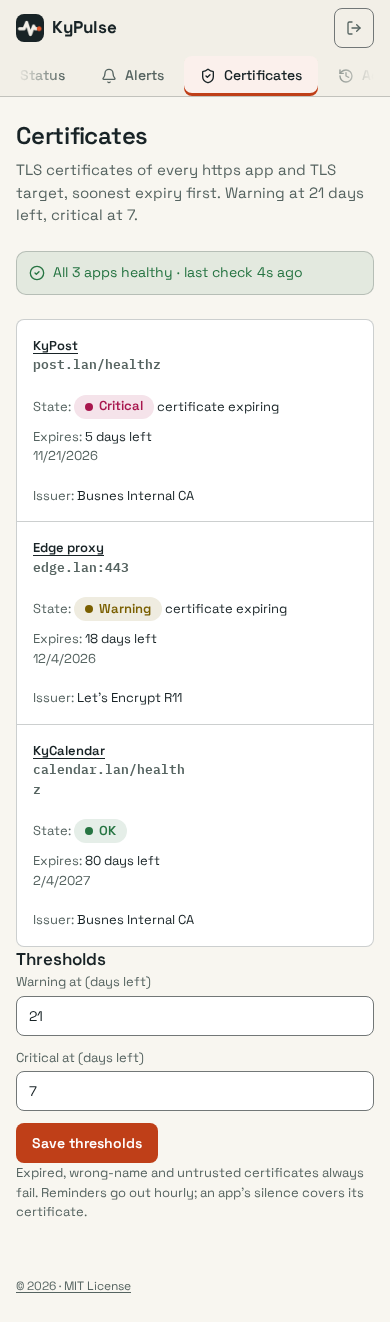 KyPulse
Status
Alerts
Certificates
A
Certificates
TLS certificates of every https app and TLS
target, soonest expiry first. Warning at 21 days
left, critical at 7.
All 3 apps healthy · last check 4s ago
KyPost
post.lan/healthz
State: Critical certificate expiring
Expires: 5 days left
11/21/2026
Issuer: Busnes Internal CA
Edge proxy
edge.lan:443
State: Warning certificate expiring
Expires: 18 days left
12/4/2026
Issuer: Let's Encrypt R11
KyCalendar
calendar.lan/health
z
State: OK
Expires: 80 days left
2/4/2027
Issuer: Busnes Internal CA
Thresholds
Warning at (days left)
21
Critical at (days left)
7
Save thresholds
Expired, wrong-name and untrusted certificates always
fail. Reminders go out hourly; an app's silence covers its
certificate.
© 2026 · MIT License